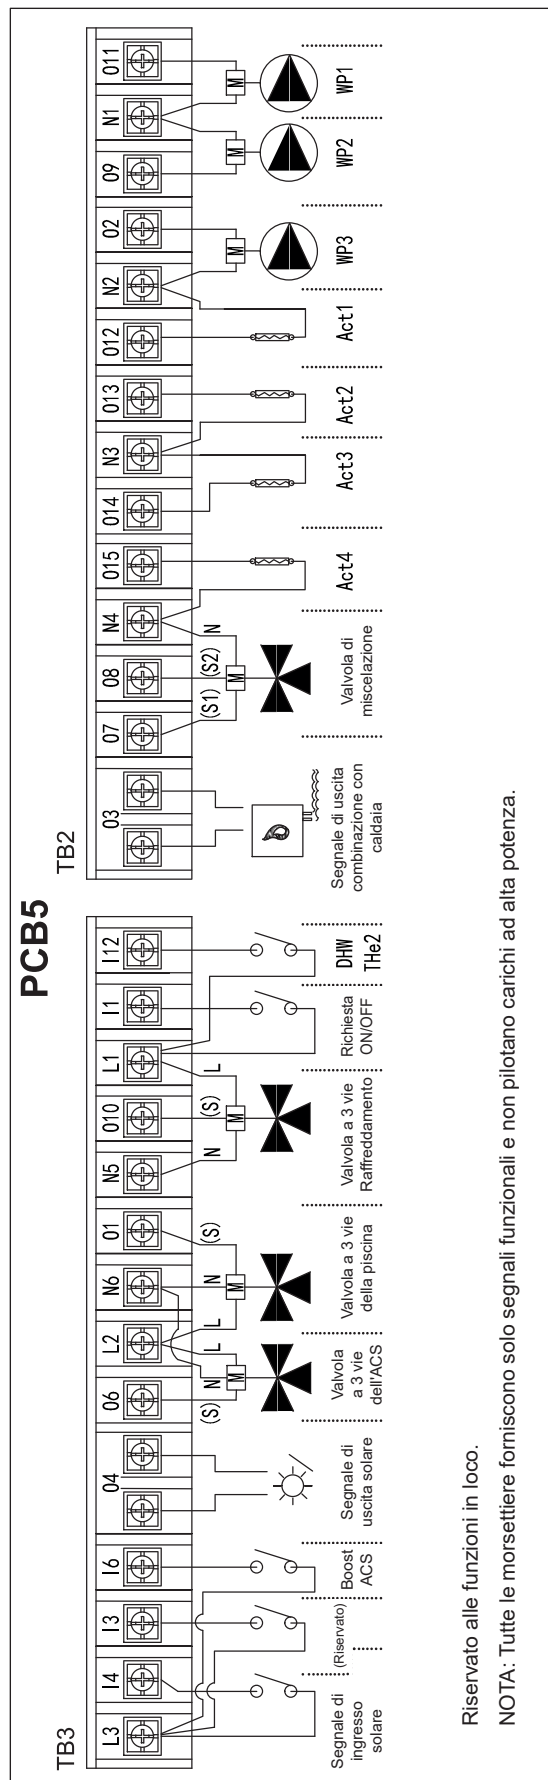 PCB5
TB3
L3
I4
I3
I6
04
06
L2
N6
01
N5
010
L1
I1
I12
(S)
N
L
L
N
(S)
N
(S)
L
M
M
M
Segnale di
ingresso
solare
(Riservato)
Boost
ACS
Segnale di
uscita solare
Valvola
a 3 vie
dell'ACS
Valvola a 3 vie
della piscina
Valvola a 3 vie
Raffreddamento
Richiesta
ON/OFF
DHW
THe2
TB2
03
07
08
N4
015
014
N3
013
012
N2
02
09
N1
011
(S1)
(S2)
N
M
M
M
M
Segnale di uscita
combinazione con
caldaia
Valvola di
miscelazione
Act4
Act3
Act2
Act1
WP3
WP2
WP1
Riservato alle funzioni in loco.
NOTA: Tutte le morsettiere forniscono solo segnali funzionali e non pilotano carichi ad alta potenza.